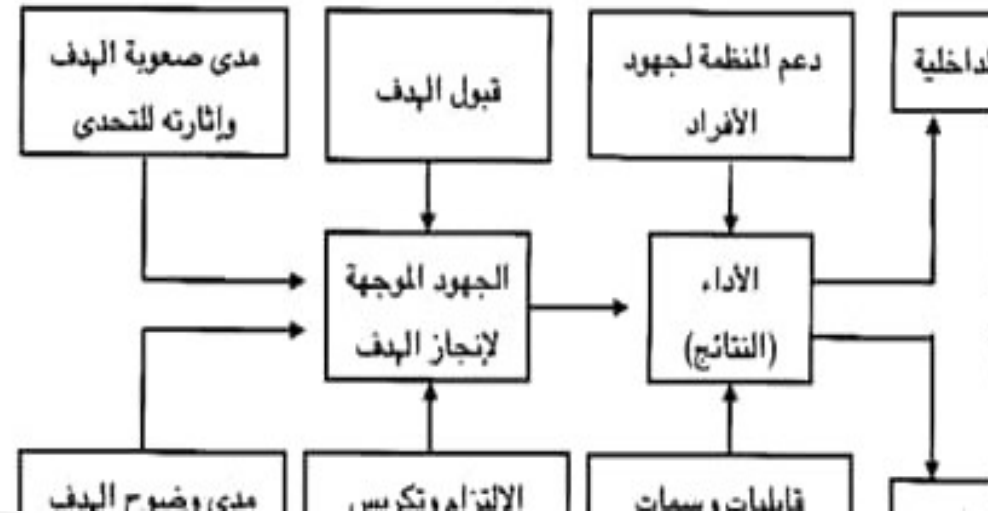 مدى صعوبة الهدف
وإثارته للتحدي
قبول الهدف
دعم المنظمة لجهود
الأفراد
الجهود الموجهة
لإنجاز الهدف
الأداء
(النتائج)
مدى وضوح الهدف
الالتزام وتكريس
قابليات وسمات